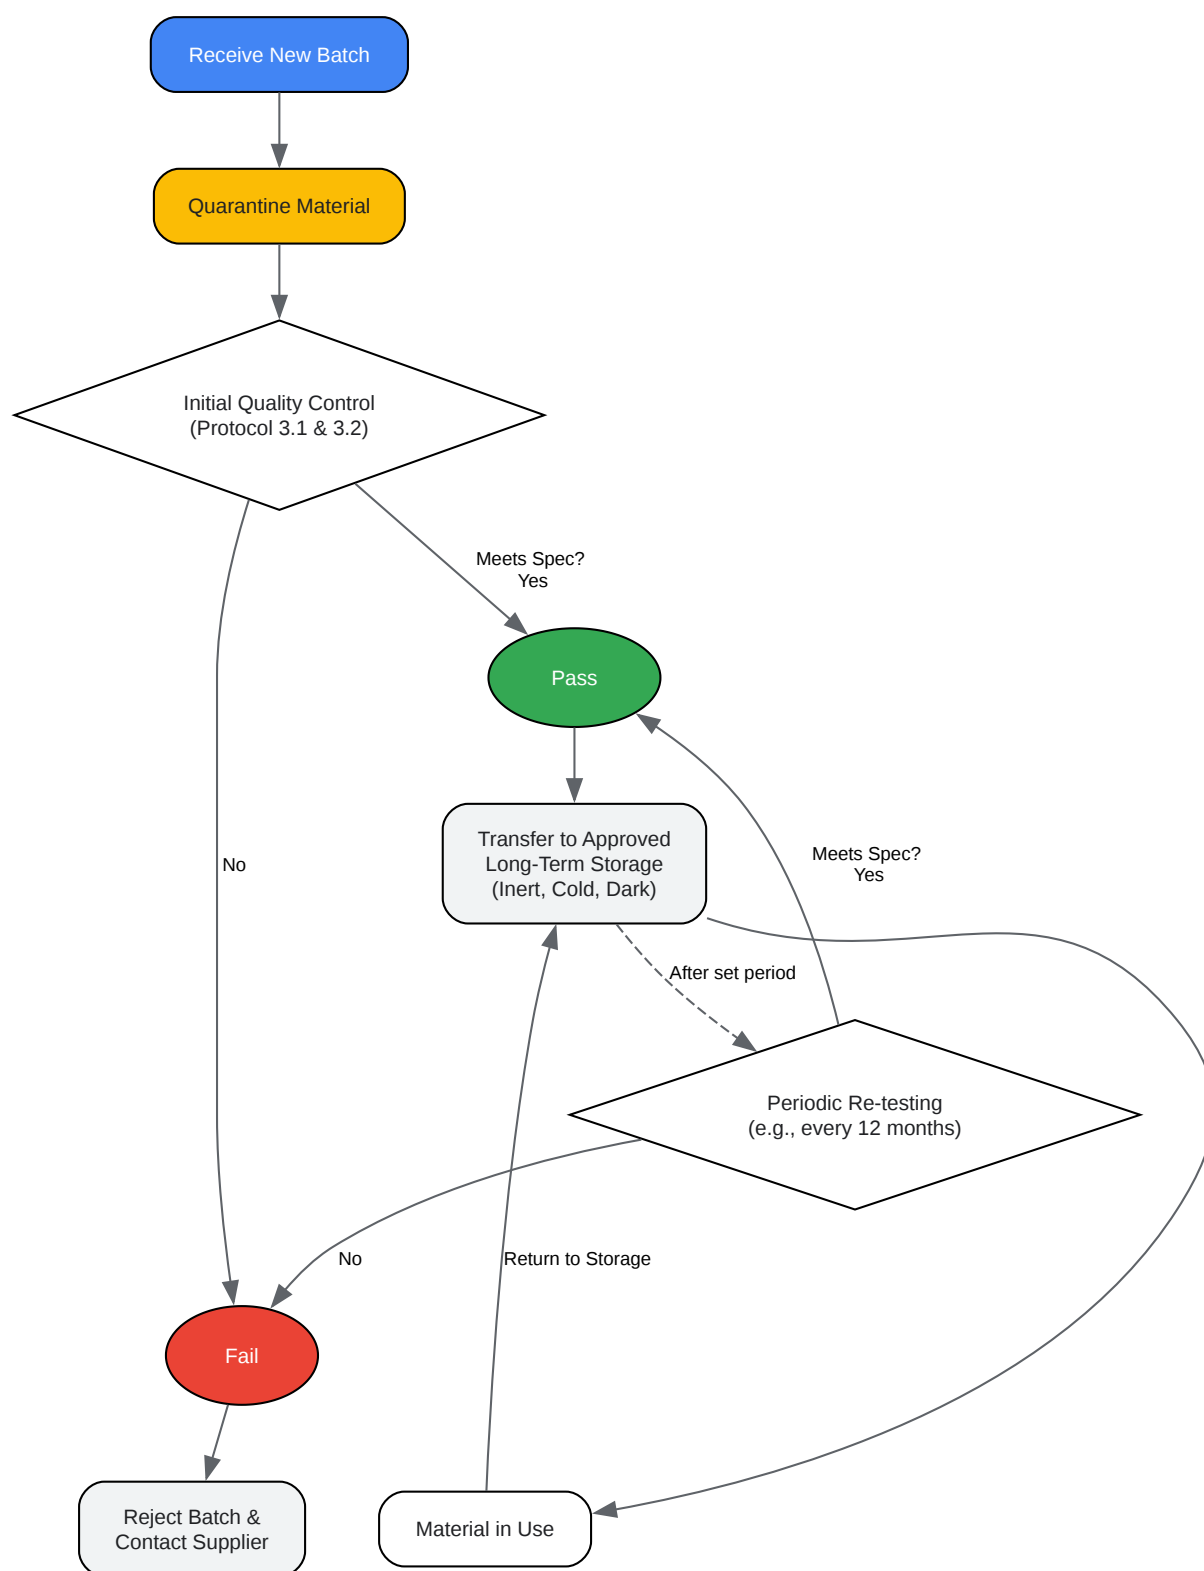 Receive New Batch
Quarantine Material
Initial Quality Control
(Protocol 3.1 & 3.2)
Meets Spec?
Yes
Pass
Transfer to Approved
Long-Term Storage
(Inert, Cold, Dark)
Meets Spec?
Yes
No
After set period
Periodic Re-testing
(e.g., every 12 months)
No
Return to Storage
Fail
Reject Batch &
Contact Supplier
Material in Use